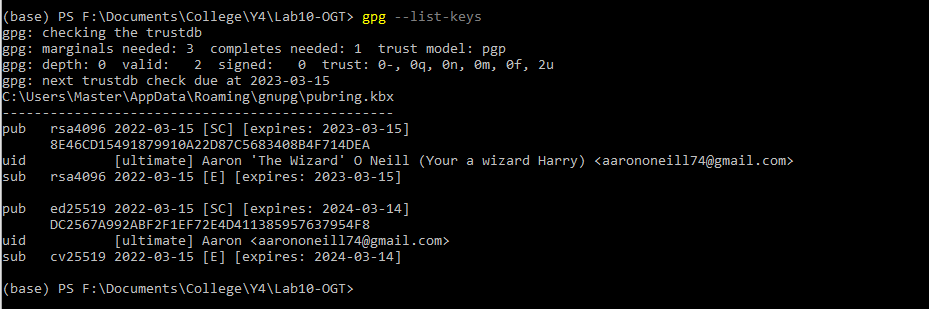 (base) PS F:\Documents\College\Y4\Lab10-OGT> gpg --list-keys
gpg: checking the trustdb
gpg: marginals needed: 3  completes needed: 1  trust model: pgp
gpg: depth: 0  valid:   2  signed:   0  trust: 0-, 0q, 0n, 0m, 0f, 2u
gpg: next trustdb check due at 2023-03-15
C:\Users\Master\AppData\Roaming\gnupg\pubring.kbx
-------------------------------------------------
pub   rsa4096 2022-03-15 [SC] [expires: 2023-03-15]
      8E46CD15491879910A22D87C5683408B4F714DEA
uid           [ultimate] Aaron 'The Wizard' O Neill (Your a wizard Harry) <aarononeill74@gmail.com>
sub   rsa4096 2022-03-15 [E] [expires: 2023-03-15]

pub   ed25519 2022-03-15 [SC] [expires: 2024-03-14]
      DC2567A992ABF2F1EF72E4D411385957637954F8
uid           [ultimate] Aaron <aarononeill74@gmail.com>
sub   cv25519 2022-03-15 [E] [expires: 2024-03-14]

(base) PS F:\Documents\College\Y4\Lab10-OGT>